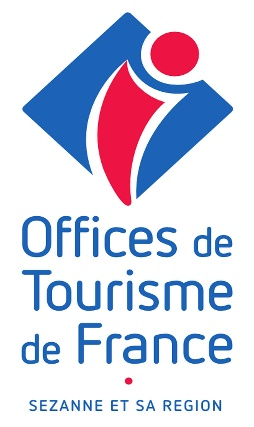 Offices de
Tourisme
de France
SEZANNE ET SA REGION